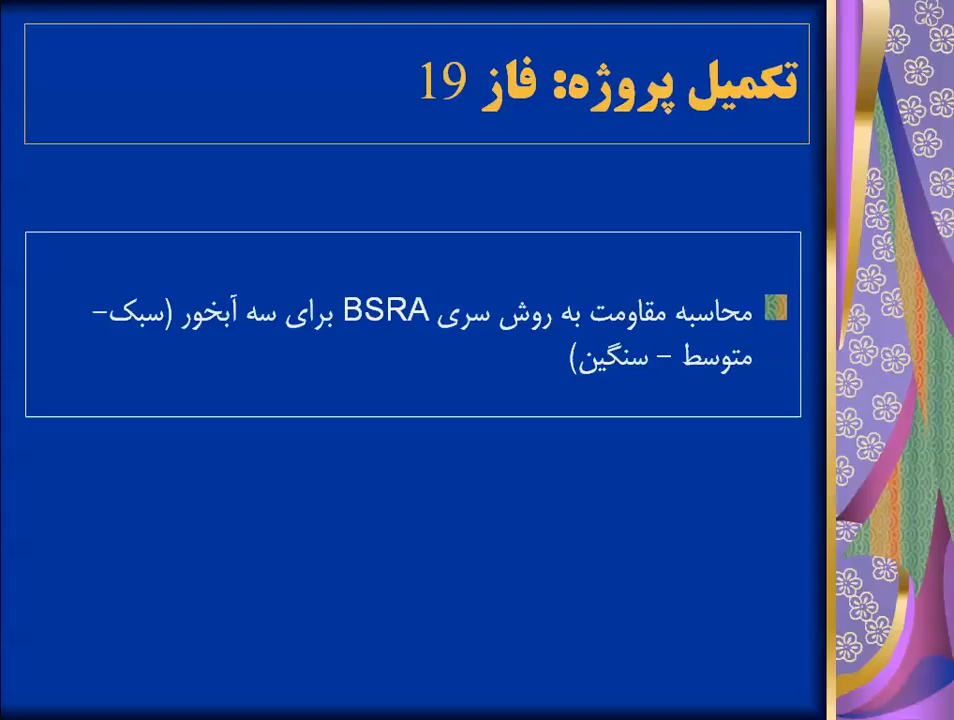 تکمیل پروژه: فاز 19
محاسبه مقاومت به روش سری BSRA برای سه آبخور (سبک-
متوسط – سنگین)